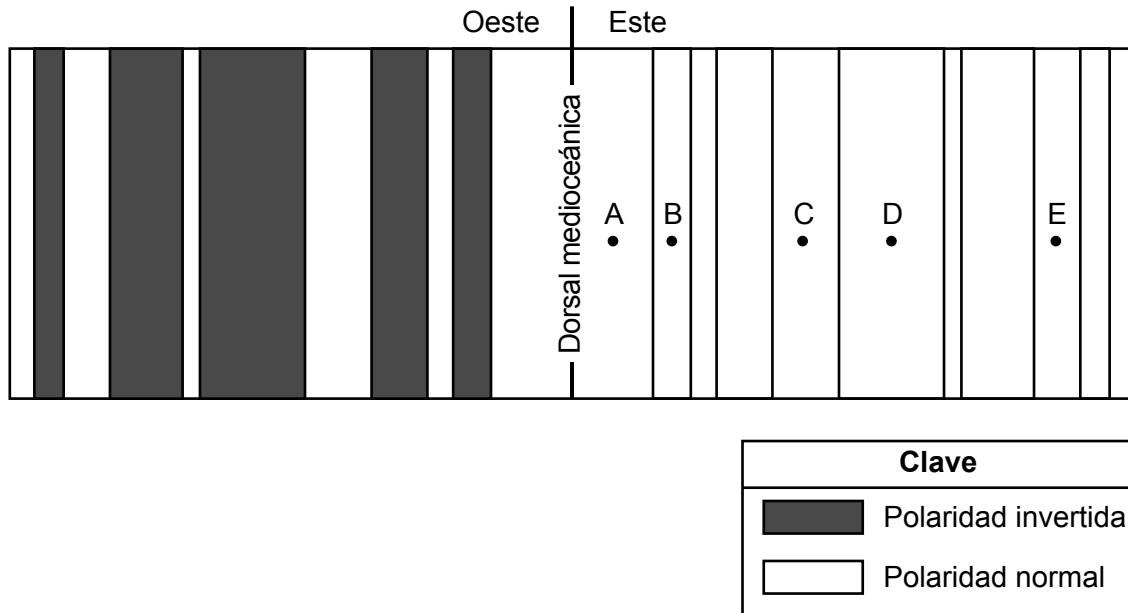 Oeste Este
Dorsal medioceánica
A B C D E
Clave
Polaridad invertida
Polaridad normal